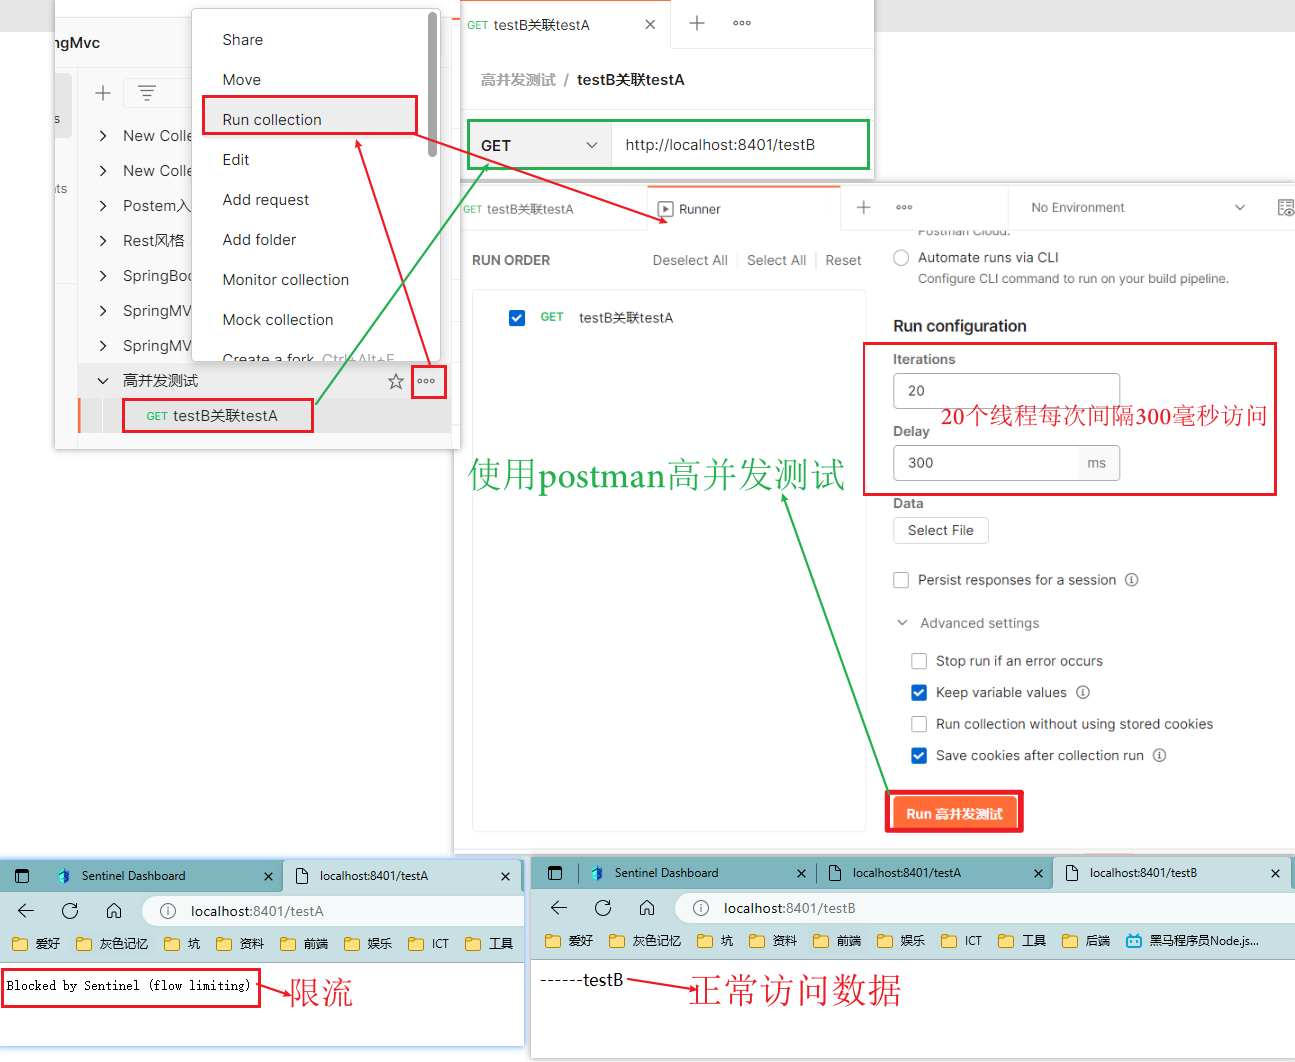 ngMvc
s
nts
New Colle
New Colle
Postem入
Rest风格
SpringBoo
SpringMV
SpringMV
高并发测试
GET testB关联testA
Share
Move
Run collection
Edit
Add request
Add folder
Monitor collection
Mock collection
Create a fork Ctrl+Alt+F
GET testB关联testA
高并发测试 / testB关联testA
GET http://localhost:8401/testB
GET testB关联testA
Runner
No Environment
RUN ORDER
Deselect All
Select All
Reset
GET testB关联testA
Postman Cloud.
Automate runs via CLI
Configure CLI command to run on your build pipeline.
Run configuration
Iterations
20
20个线程每次间隔300毫秒访问
Delay
300 ms
使用postman高并发测试
Data
Select File
Persist responses for a session
Advanced settings
Stop run if an error occurs
Keep variable values
Run collection without using stored cookies
Save cookies after collection run
Run 高并发测试
Sentinel Dashboard
localhost:8401/testA
localhost:8401/testA
爱好 灰色记忆 坑 资料 前端 娱乐 ICT 工具
Blocked by Sentinel (flow limiting)
限流
Sentinel Dashboard
localhost:8401/testA
localhost:8401/testB
localhost:8401/testB
爱好 灰色记忆 坑 资料 前端 娱乐 ICT 工具 后端 黑马程序员Node.js...
------testB
正常访问数据